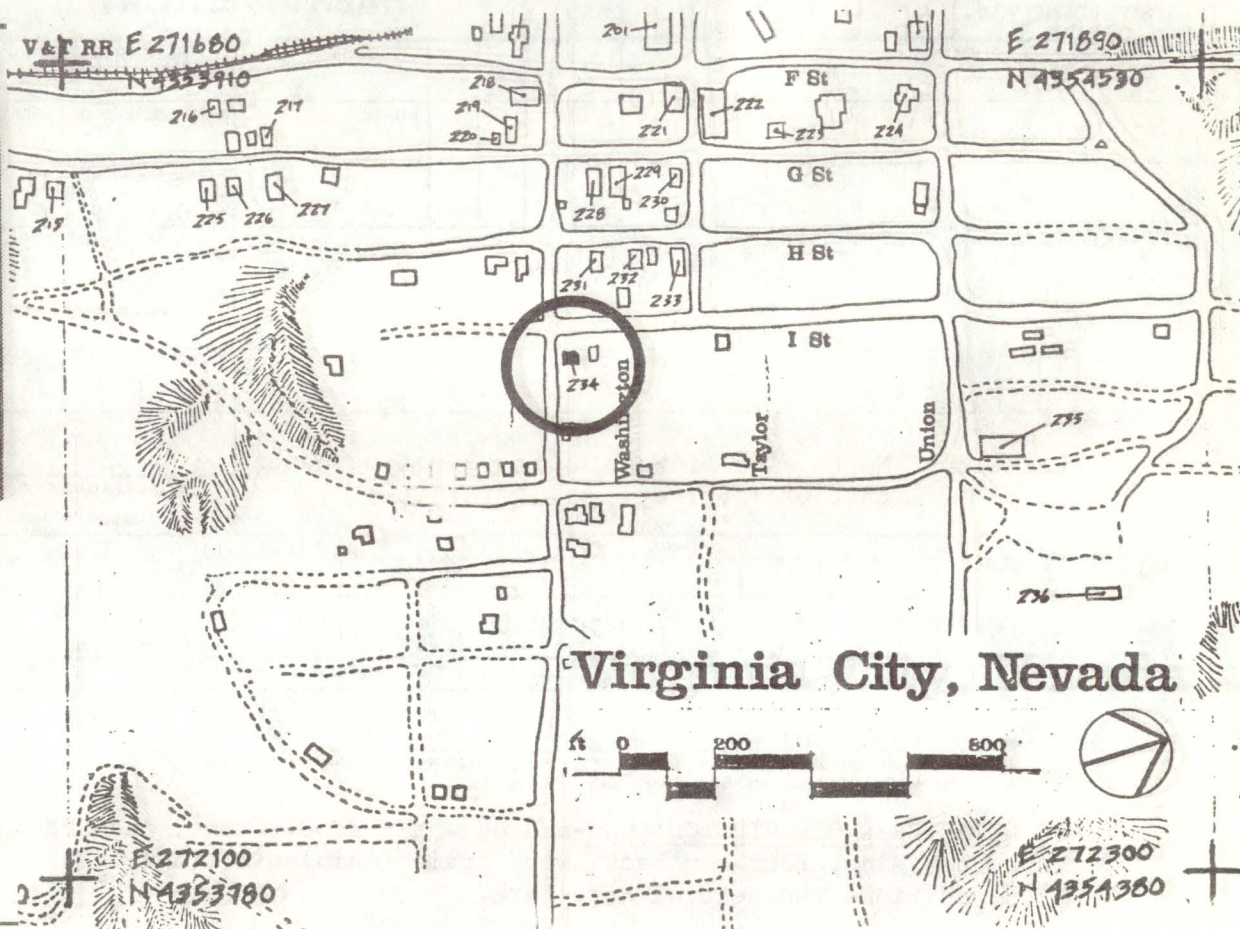 V & T RR
E 271680
N 4353910
E 271890
N 4354530
201
216
217
218
219
220
221
222
223
224
F St
215
225
226
227
228
229
230
G St
231
232
233
H St
I St
234
Washington
Taylor
Union
235
236
Virginia City, Nevada
ft 0 200 800
E 272100
N 4353780
E 272300
N 4354380